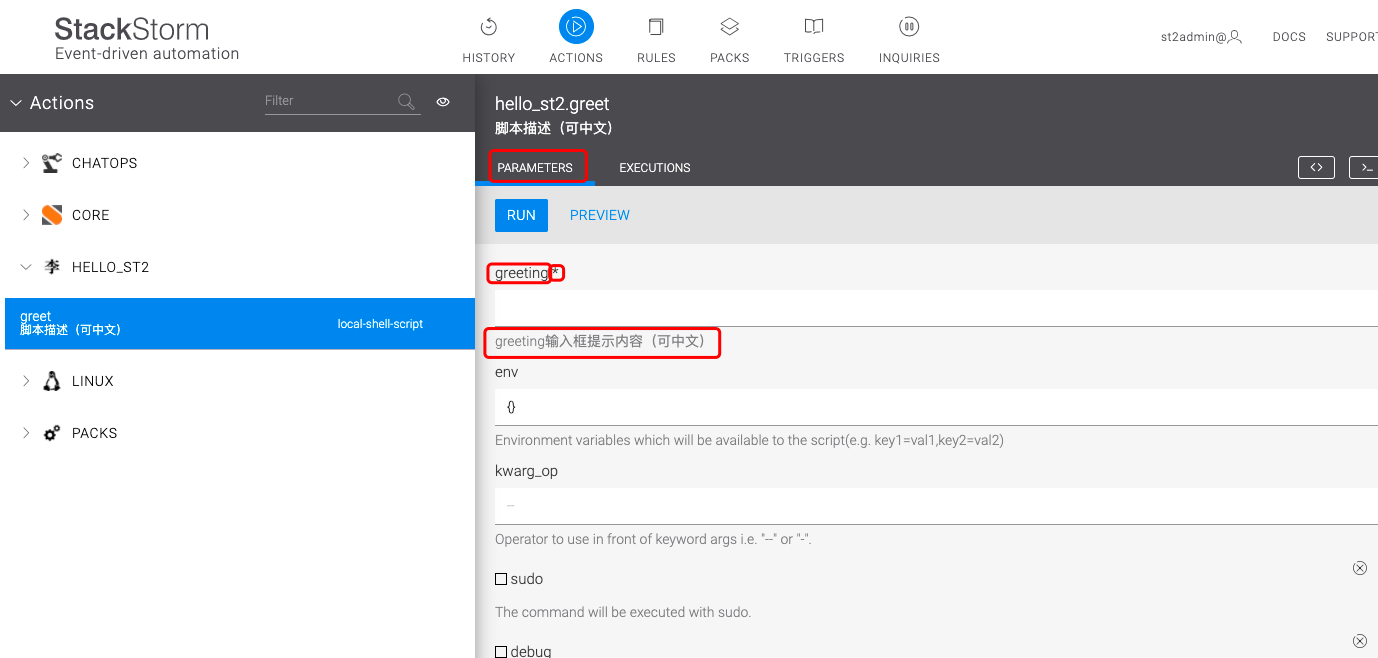 StackStorm
Event-driven automation
HISTORY
ACTIONS
RULES
PACKS
TRIGGERS
INQUIRIES
st2admin@
DOCS
SUPPORT
Actions
Filter
CHATOPS
CORE
李 HELLO_ST2
greet
脚本描述（可中文）
local-shell-script
LINUX
PACKS
hello_st2.greet
脚本描述（可中文）
PARAMETERS
EXECUTIONS
<>
>_
RUN
PREVIEW
greeting *
greeting输入框提示内容（可中文）
env
{}
Environment variables which will be available to the script(e.g. key1=val1,key2=val2)
kwarg_op
--
Operator to use in front of keyword args i.e. "--" or "-".
sudo
The command will be executed with sudo.
debug